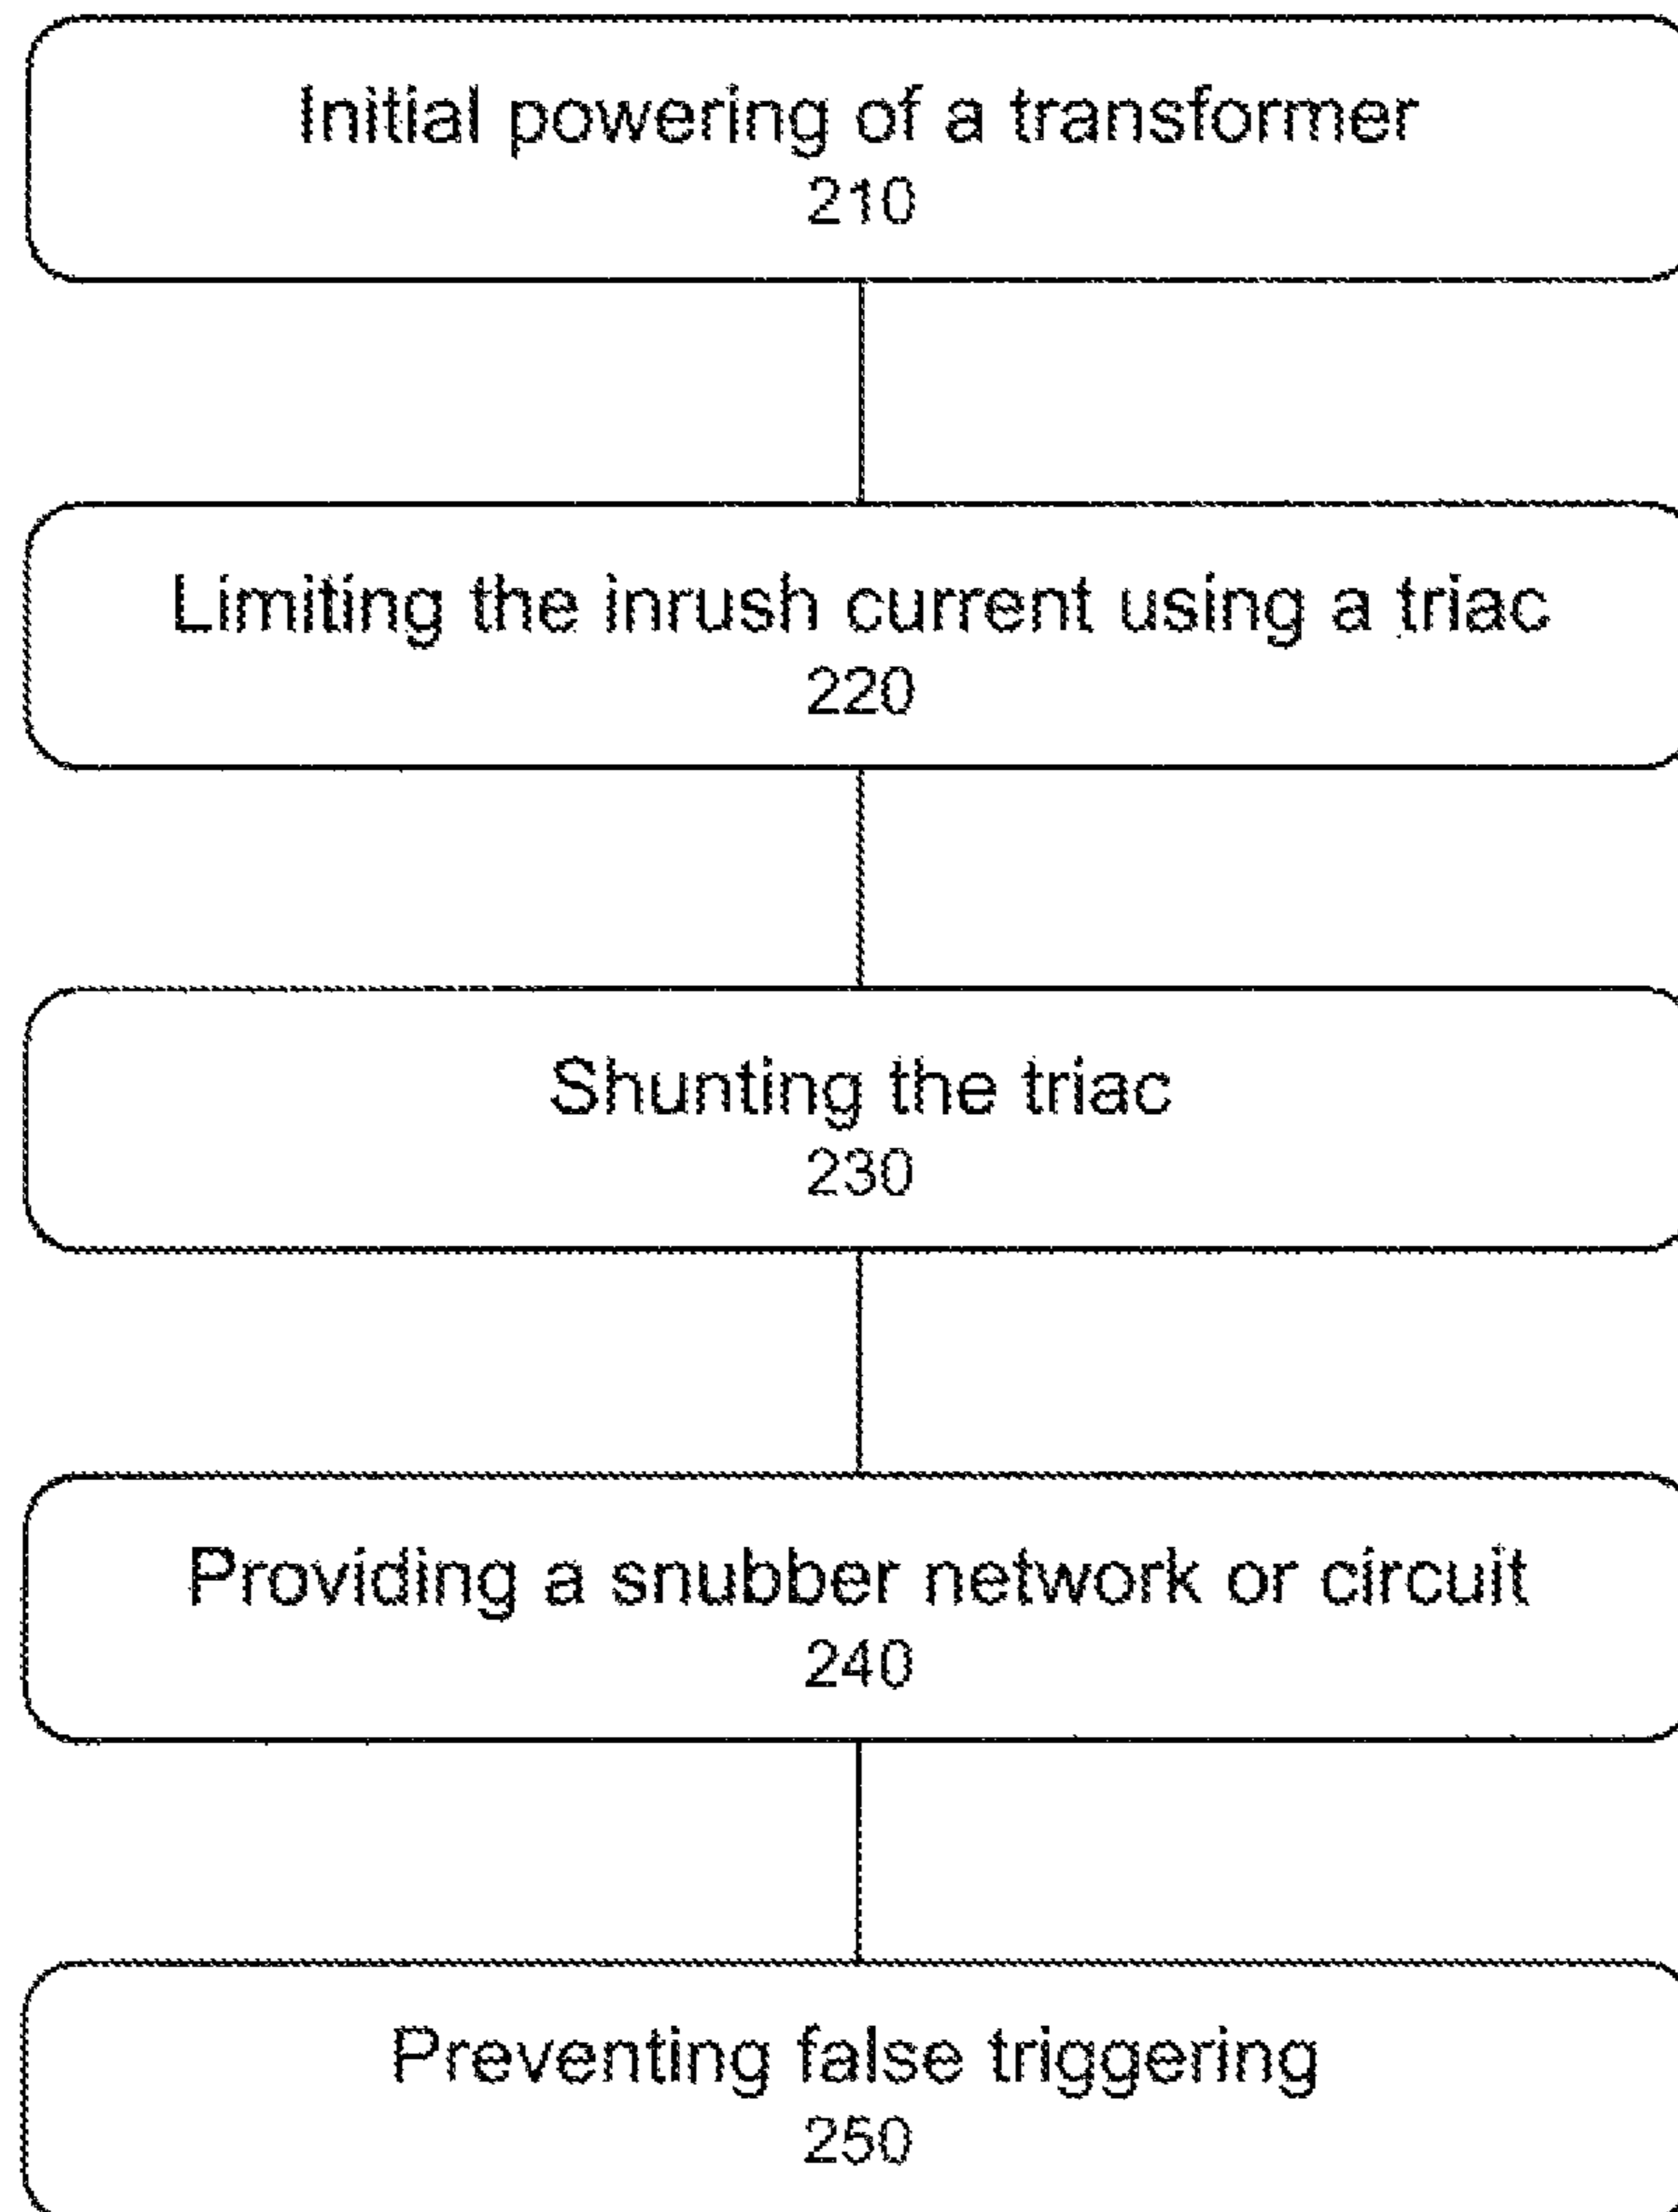 Initial powering of a transformer
210
Limiting the inrush current using a triac
220
Shunting the triac
230
Providing a snubber network or circuit
240
Preventing false triggering
250